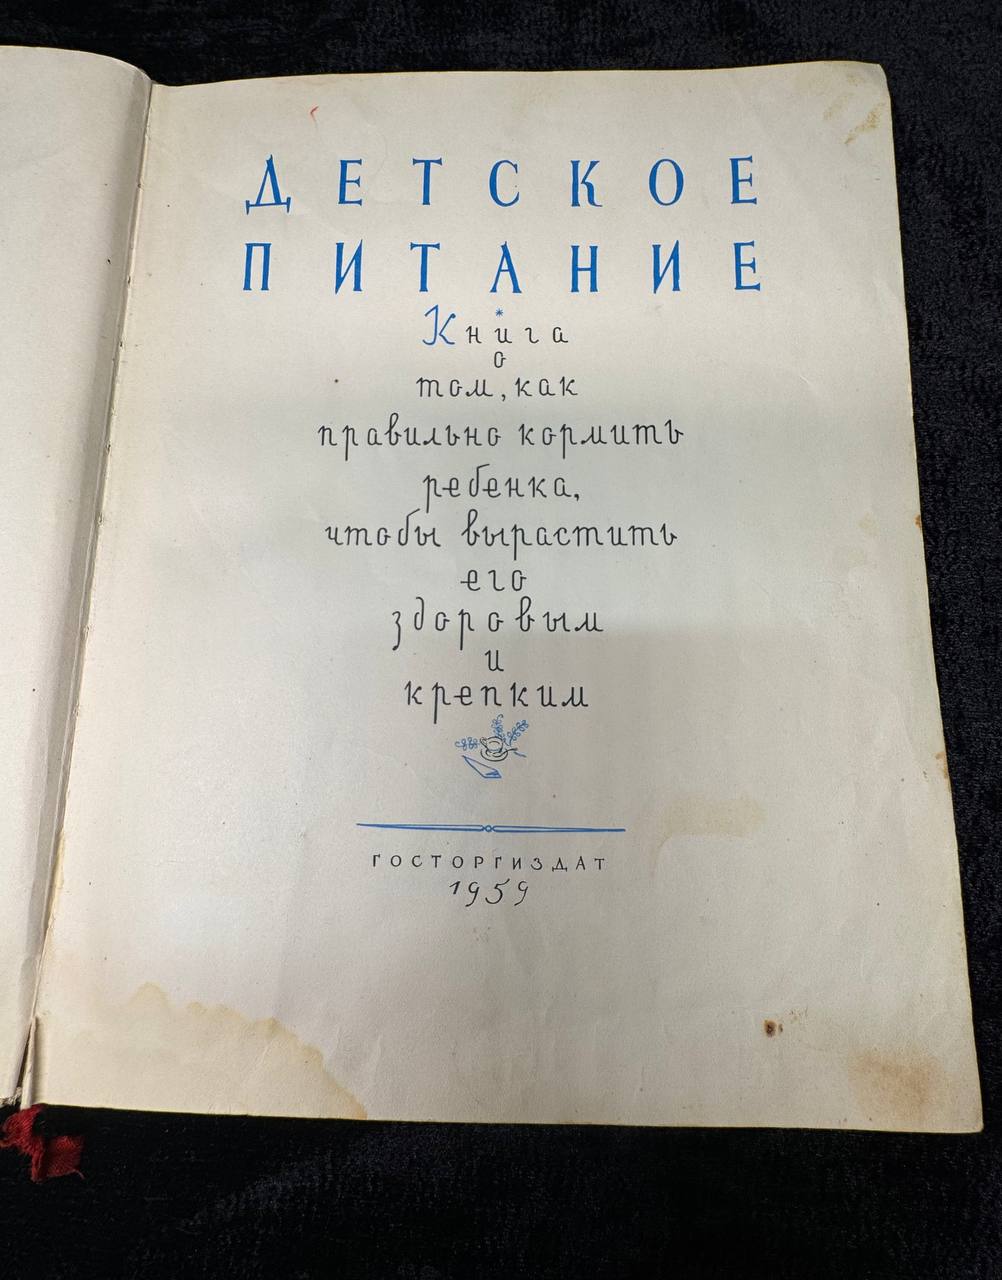 ДЕТСКОЕ
ПИТАНИЕ
Книга
о
том, как
правильно кормить
ребенка,
чтобы вырастить
его
здоровым
и
крепким
ГОСТОРГИЗДАТ
1959